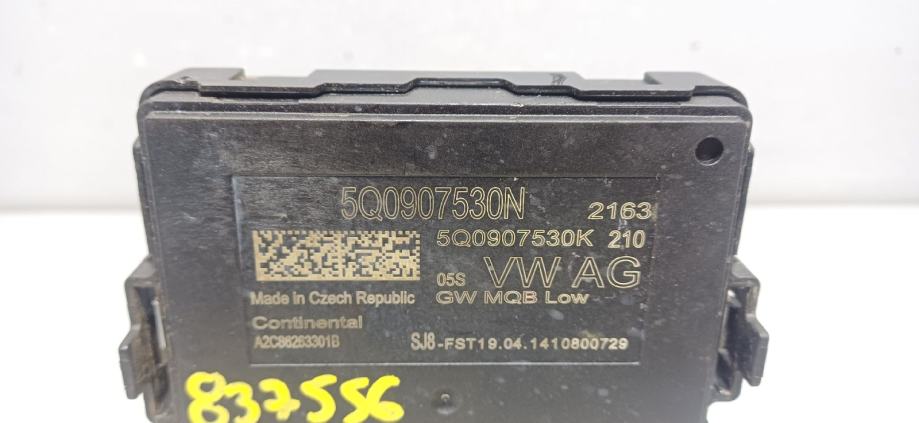 5Q0907530N 2163
5Q0907530K 210
05S VW AG
Made in Czech Republic GW MQB Low
Continental
A2C86263301B SJ8-FST19.04.1410800729
837556